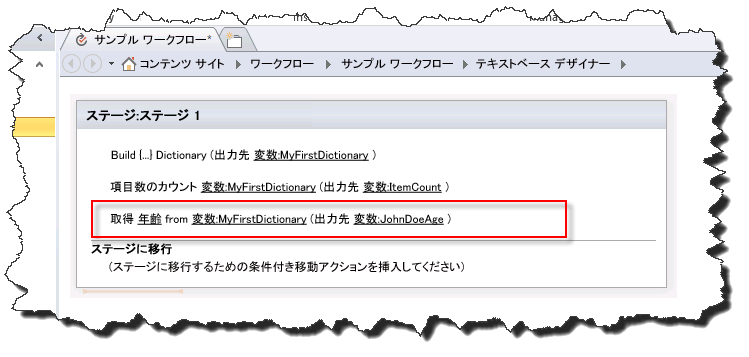 サンプル ワークフロー*
コンテンツ サイト ワークフロー サンプル ワークフロー テキストベース デザイナー
ステージ:ステージ 1
Build {...} Dictionary (出力先 変数:MyFirstDictionary )
項目数のカウント 変数:MyFirstDictionary (出力先 変数:ItemCount )
取得 年齢 from 変数:MyFirstDictionary (出力先 変数:JohnDoeAge )
ステージに移行
(ステージに移行するための条件付き移動アクションを挿入してください)